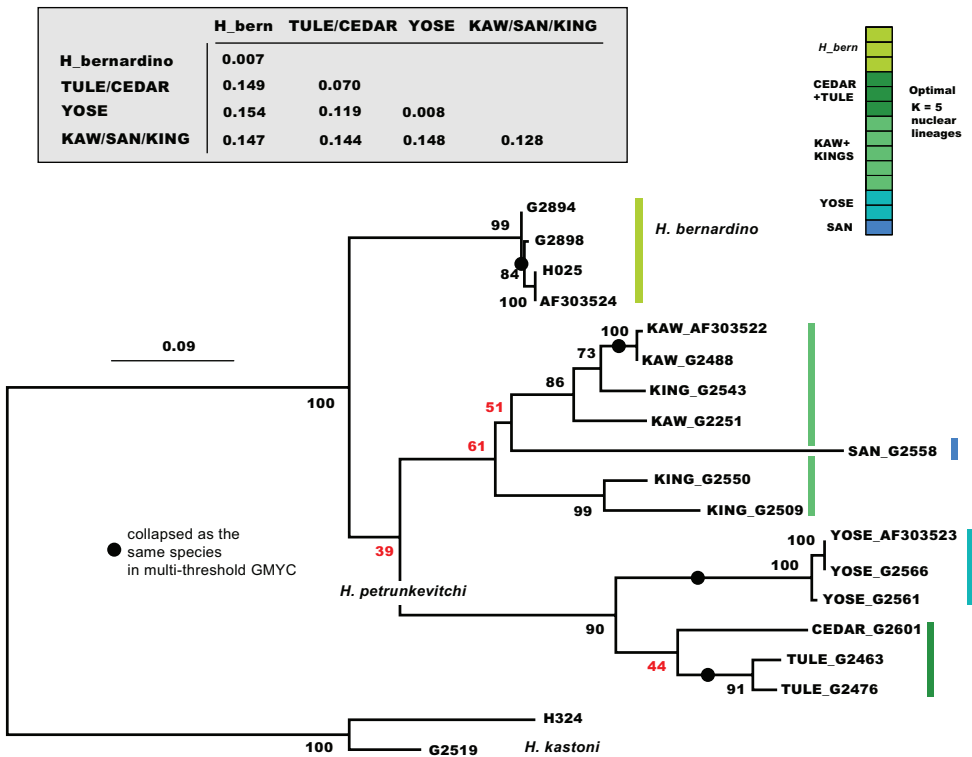 H_bern TULE/CEDAR YOSE KAW/SAN/KING
H_bernardino 0.007
TULE/CEDAR 0.149 0.070
YOSE 0.154 0.119 0.008
KAW/SAN/KING 0.147 0.144 0.148 0.128
H_bern
CEDAR
+TULE
KAW+
KINGS
YOSE
SAN
Optimal
K = 5
nuclear
lineages
G2894
99
G2898
H. bernardino
84
H025
100
AF303524
0.09
100
KAW_AF303522
KAW_G2488
73
86
KING_G2543
51
KAW_G2251
100
61
SAN_G2558
KING_G2550
99
KING_G2509
collapsed as the
same species
in multi-threshold GMYC
39
H. petrunkevitchi
YOSE_AF303523
100
100
YOSE_G2566
YOSE_G2561
90
CEDAR_G2601
44
TULE_G2463
91
TULE_G2476
H324
100
G2519
H. kastoni